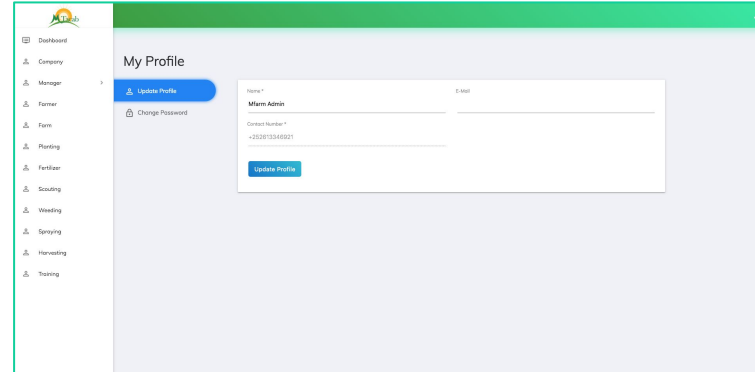 MTarab
Dashboard
Company
Manager
Farmer
Farm
Planting
Fertilizer
Scouting
Weeding
Spraying
Harvesting
Training
My Profile
Update Profile
Change Password
Name *
E-Mail
Mfarm Admin
Contact Number *
+252613346921
Update Profile